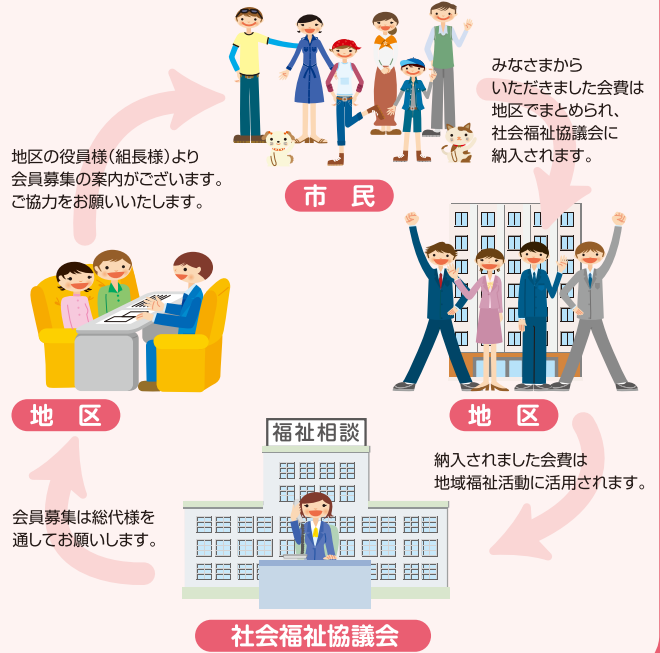 みなさまから
いただきました会費は
地区でまとめられ、
社会福祉協議会に
納入されます。
地区の役員様（組長様）より
会員募集の案内がございます。
ご協力をお願いいたします。
市　民
地　区
地　区
福祉相談
納入されました会費は
地域福祉活動に活用されます。
会員募集は総代様を
通してお願いします。
社会福祉協議会